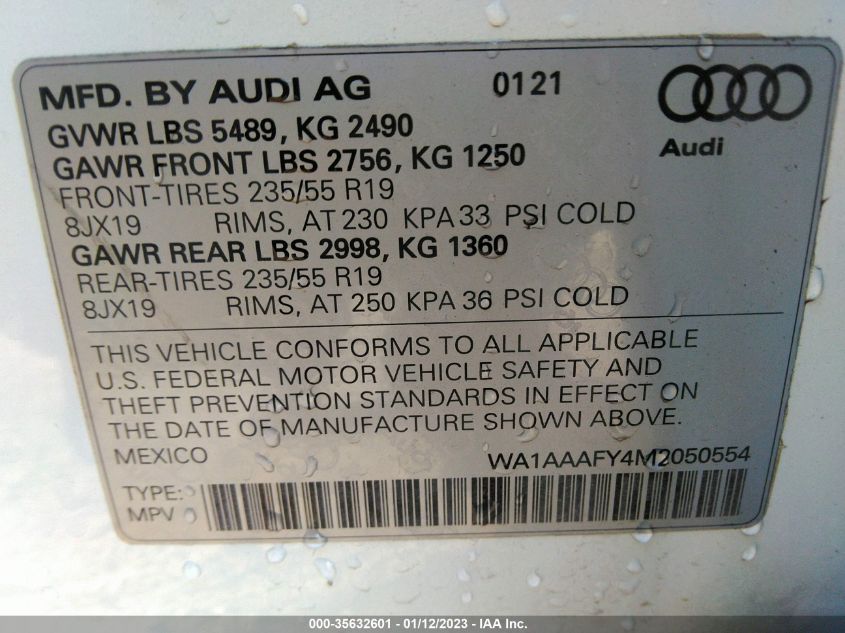 MFD. BY AUDI AG 0121
GVWR LBS 5489, KG 2490
GAWR FRONT LBS 2756, KG 1250
Audi
FRONT-TIRES 235/55 R19
8JX19 RIMS, AT 230 KPA 33 PSI COLD
GAWR REAR LBS 2998, KG 1360
REAR-TIRES 235/55 R19
8JX19 RIMS, AT 250 KPA 36 PSI COLD
THIS VEHICLE CONFORMS TO ALL APPLICABLE
U.S. FEDERAL MOTOR VEHICLE SAFETY AND
THEFT PREVENTION STANDARDS IN EFFECT ON
THE DATE OF MANUFACTURE SHOWN ABOVE.
MEXICO WA1AAAFY4M2050554
TYPE:
MPV
000-35632601 - 01/12/2023 - IAA Inc.